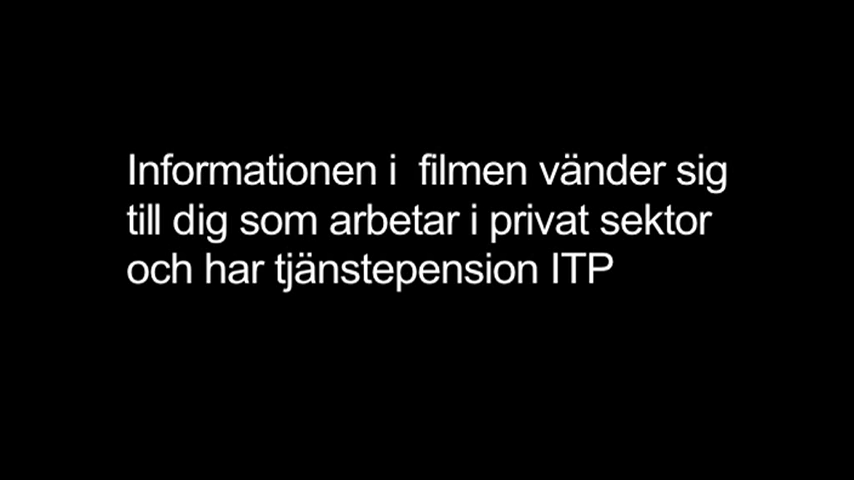 Informationen i  filmen vänder sig
till dig som arbetar i privat sektor
och har tjänstepension ITP